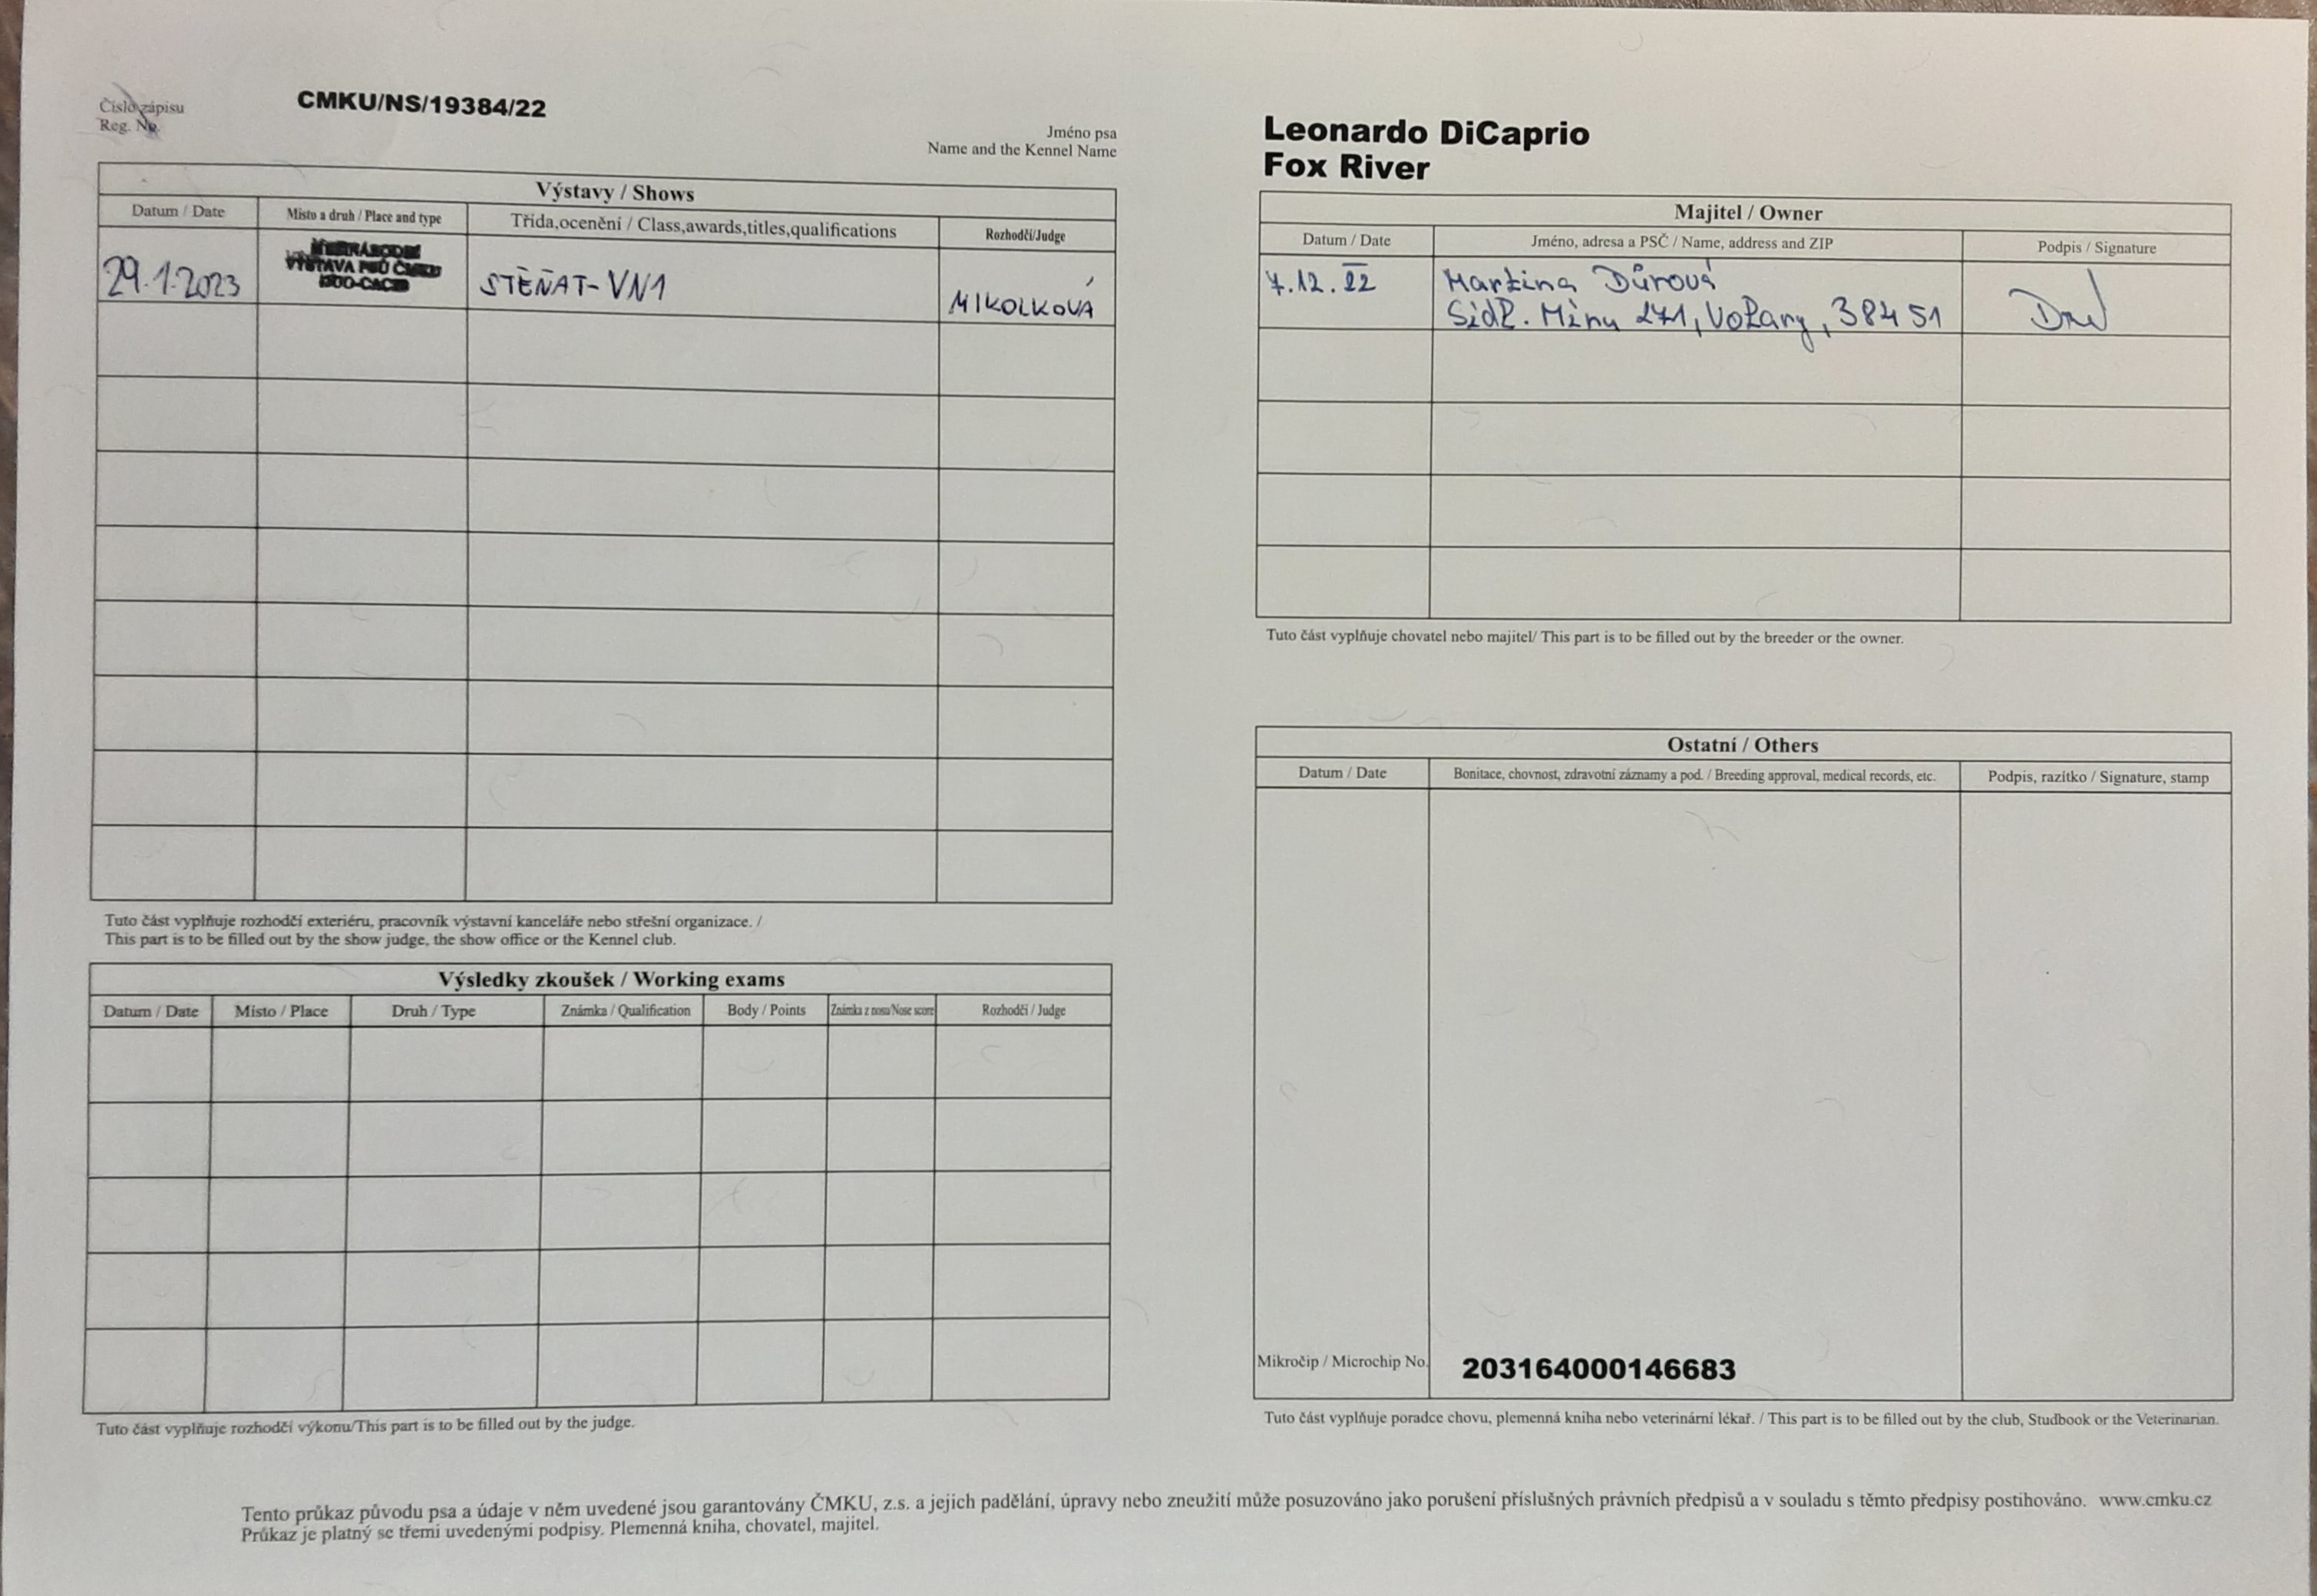 Číslo zápisu
Reg. No.
CMKU/NS/19384/22
Jméno psa
Name and the Kennel Name
Leonardo DiCaprio
Fox River
Výstavy / Shows
Datum / Date
Místo a druh / Place and type
Třída,ocenění / Class,awards,titles,qualifications
Rozhodčí/Judge
29.1.2023
MEZINÁRODNÍ
VÝSTAVA PSŮ ČMKU
DUO-CACIB
STĚŇAT-VN1
MIKOLKOVÁ
Tuto část vyplňuje rozhodčí exteriéru, pracovník výstavní kanceláře nebo střešní organizace. /
This part is to be filled out by the show judge, the show office or the Kennel club.
Výsledky zkoušek / Working exams
Datum / Date
Místo / Place
Druh / Type
Známka / Qualification
Body / Points
Známka z nosu/Nose score
Rozhodčí / Judge
Tuto část vyplňuje rozhodčí výkonu/This part is to be filled out by the judge.
Majitel / Owner
Datum / Date
Jméno, adresa a PSČ / Name, address and ZIP
Podpis / Signature
7.12.22
Martina Důrová
Sídl. Míru 271, Volary, 38451
Tuto část vyplňuje chovatel nebo majitel/ This part is to be filled out by the breeder or the owner.
Ostatní / Others
Datum / Date
Bonitace, chovnost, zdravotní záznamy a pod. / Breeding approval, medical records, etc.
Podpis, razítko / Signature, stamp
Mikročip / Microchip No.
203164000146683
Tuto část vyplňuje poradce chovu, plemenná kniha nebo veterinární lékař. / This part is to be filled out by the club, Studbook or the Veterinarian.
Tento průkaz původu psa a údaje v něm uvedené jsou garantovány ČMKU, z.s. a jejich padělání, úpravy nebo zneužití může posuzováno jako porušení příslušných právních předpisů a v souladu s těmto předpisy postihováno. www.cmku.cz
Průkaz je platný se třemi uvedenými podpisy. Plemenná kniha, chovatel, majitel.